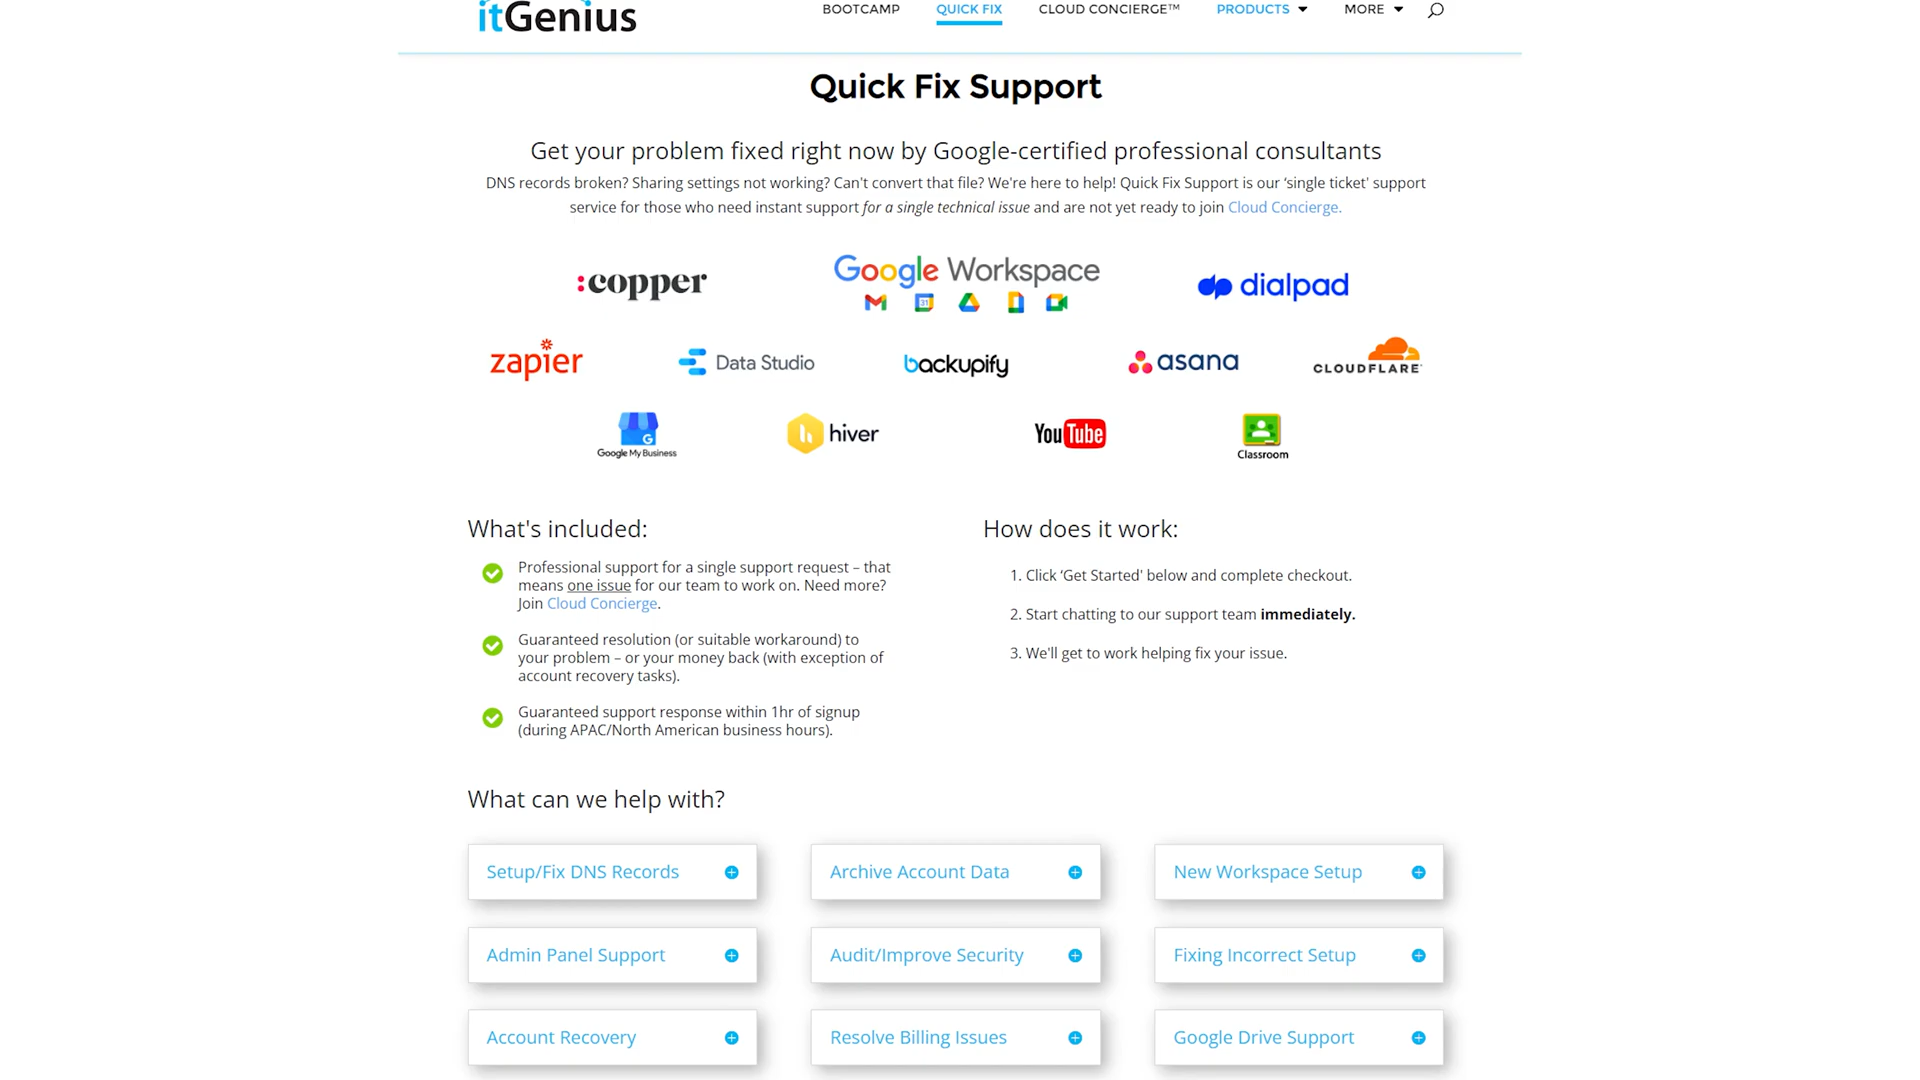 itGenius
BOOTCAMP
QUICK FIX
CLOUD CONCIERGE™
PRODUCTS
MORE
Quick Fix Support
Get your problem fixed right now by Google-certified professional consultants
DNS records broken? Sharing settings not working? Can't convert that file? We're here to help! Quick Fix Support is our ‘single ticket’ support
service for those who need instant support for a single technical issue and are not yet ready to join Cloud Concierge.
:copper
Google Workspace
31
dialpad
zapier
Data Studio
backupify
asana
CLOUDFLARE
G
Google My Business
h hiver
YouTube
Classroom
What's included:
Professional support for a single support request – that
means one issue for our team to work on. Need more?
Join Cloud Concierge.
Guaranteed resolution (or suitable workaround) to
your problem – or your money back (with exception of
account recovery tasks).
Guaranteed support response within 1hr of signup
(during APAC/North American business hours).
How does it work:
1. Click ‘Get Started’ below and complete checkout.
2. Start chatting to our support team immediately.
3. We'll get to work helping fix your issue.
What can we help with?
Setup/Fix DNS Records
Archive Account Data
New Workspace Setup
Admin Panel Support
Audit/Improve Security
Fixing Incorrect Setup
Account Recovery
Resolve Billing Issues
Google Drive Support